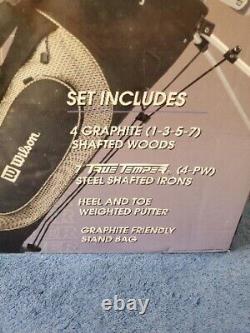 Wilson
SET INCLUDES
4 GRAPHITE (1-3-5-7)
SHAFTED WOODS
7 TRUE TEMPER. (4-PW)
STEEL SHAFTED IRONS
HEEL AND TOE
WEIGHTED PUTTER
GRAPHITE FRIENDLY
STAND BAG